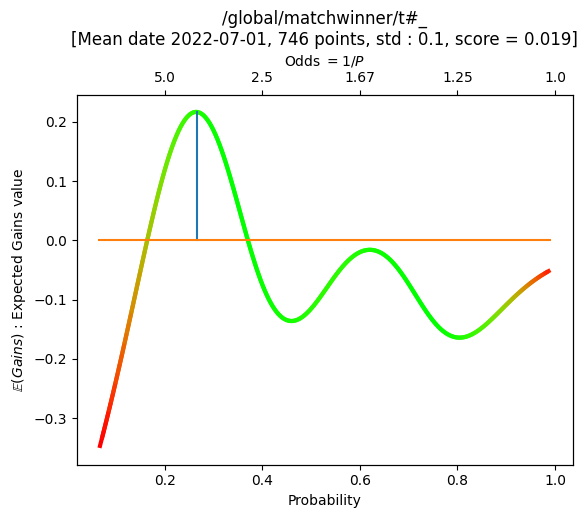 /global/matchwinner/t#_
[Mean date 2022-07-01, 746 points, std : 0.1, score = 0.019]
Odds = 1/P
5.0 2.5 1.67 1.25 1.0
0.2
0.1
0.0
−0.1
−0.2
−0.3
𝔼(Gains) : Expected Gains value
0.2 0.4 0.6 0.8 1.0
Probability